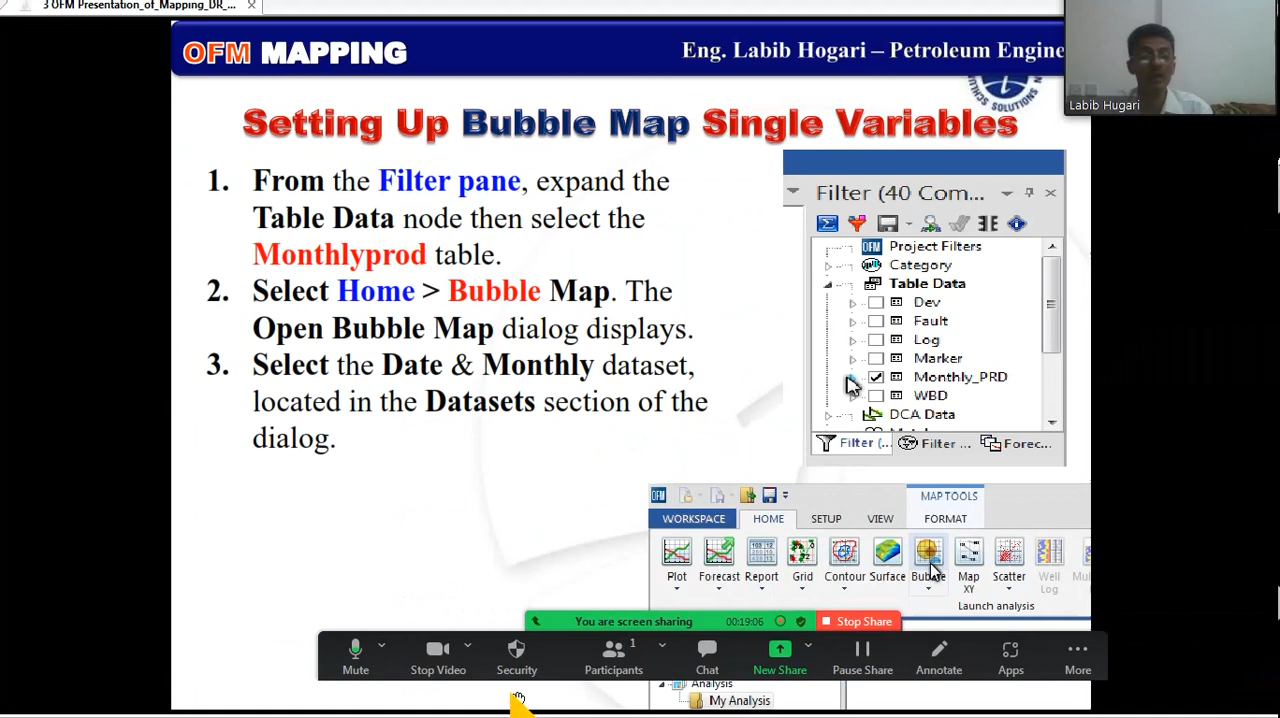 3 OFM Presentation_of_Mapping_DR_...
OFM MAPPING
Eng. Labib Hogari – Petroleum Engine
Labib Hugari
Setting Up Bubble Map Single Variables
1. From the Filter pane, expand the
Table Data node then select the
Monthlyprod table.
2. Select Home > Bubble Map. The
Open Bubble Map dialog displays.
3. Select the Date & Monthly dataset,
located in the Datasets section of the
dialog.
Filter (40 Com...
OFM Project Filters
Category
Table Data
Dev
Fault
Log
Marker
Monthly_PRD
WBD
DCA Data
Filter (... Filter ... Forec...
OFM
MAP TOOLS
WORKSPACE HOME SETUP VIEW FORMAT
Plot Forecast Report Grid Contour Surface Bubble Map XY Scatter Well Log
Launch analysis
You are screen sharing 00:19:06 Stop Share
1
Mute Stop Video Security Participants Chat New Share Pause Share Annotate Apps More
Analysis
My Analysis